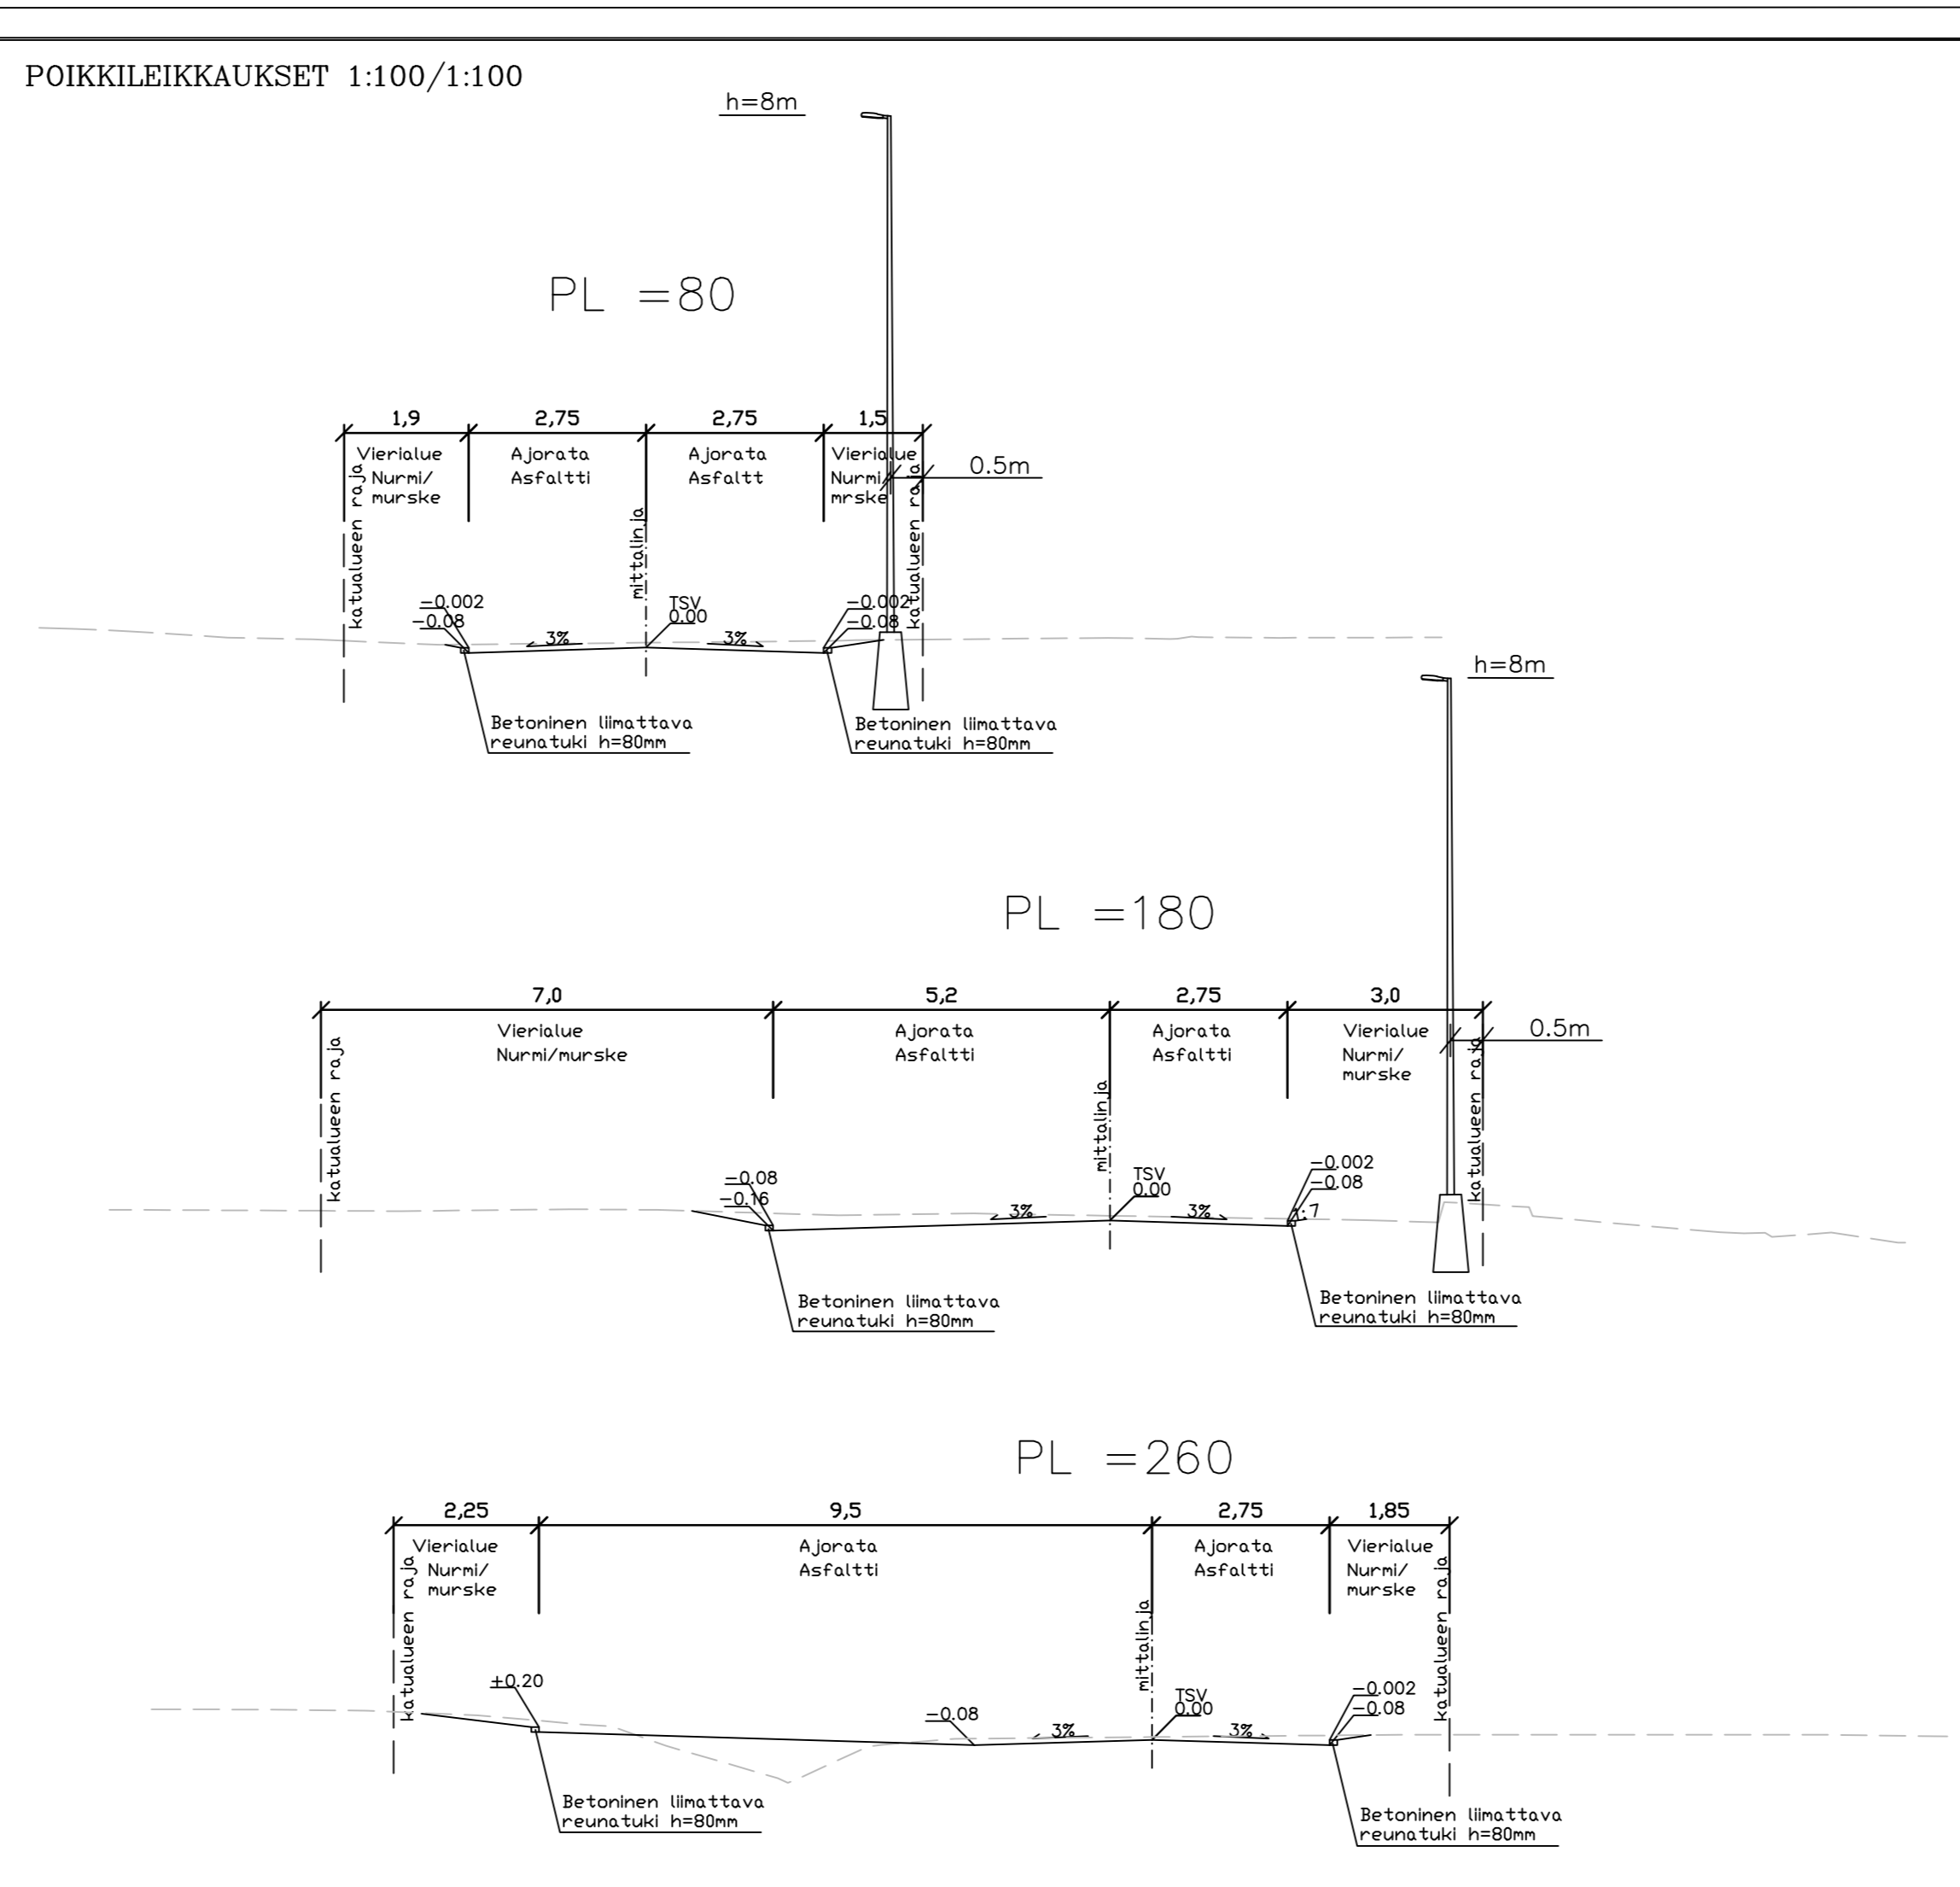 POIKKILEIKKAUKSET 1:100/1:100
h=8m
PL =80
1,9
2,75
2,75
1,5
Vierialue
Nurmi/
murske
Ajorata
Asfaltti
Ajorata
Asfaltt
Vierialue
Nurmi/
mrske
0.5m
katualueen raja
mittalinja
katualueen raja
-0.002
-0.08
3%
TSV
0.00
3%
-0.002
-0.08
Betoninen liimattava
reunatuki h=80mm
Betoninen liimattava
reunatuki h=80mm
h=8m
PL =180
7,0
5,2
2,75
3,0
Vierialue
Nurmi/murske
Ajorata
Asfaltti
Ajorata
Asfaltti
Vierialue
Nurmi/
murske
0.5m
katualueen raja
mittalinja
katualueen raja
-0.08
-0.16
3%
TSV
0.00
3%
-0.002
-0.08
Betoninen liimattava
reunatuki h=80mm
Betoninen liimattava
reunatuki h=80mm
PL =260
2,25
9,5
2,75
1,85
Vierialue
Nurmi/
murske
Ajorata
Asfaltti
Ajorata
Asfaltti
Vierialue
Nurmi/
murske
katualueen raja
mittalinja
katualueen raja
±0.20
-0.08
3%
TSV
0.00
3%
-0.002
-0.08
Betoninen liimattava
reunatuki h=80mm
Betoninen liimattava
reunatuki h=80mm